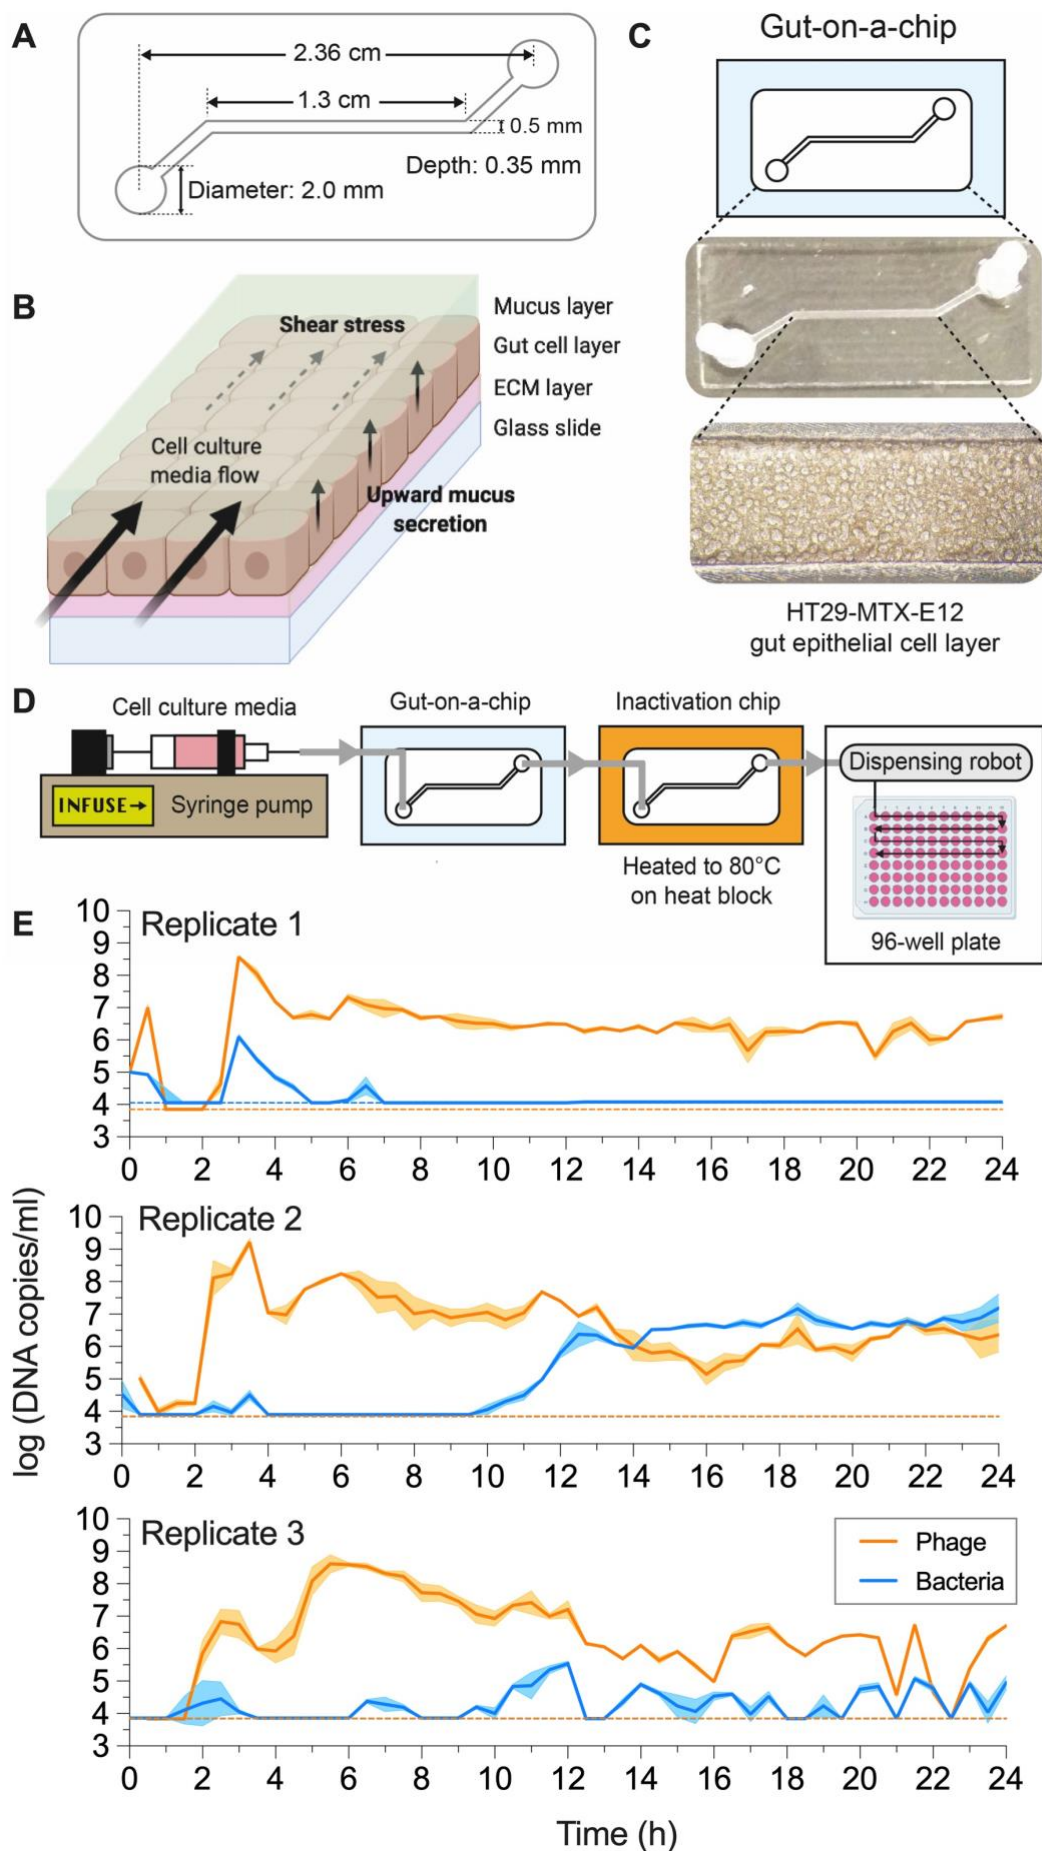 A
2.36 cm
1.3 cm
0.5 mm
Depth: 0.35 mm
Diameter: 2.0 mm
B
Mucus layer
Gut cell layer
ECM layer
Glass slide
Shear stress
Cell culture
media flow
Upward mucus
secretion
C
Gut-on-a-chip
HT29-MTX-E12
gut epithelial cell layer
D
Cell culture media
INFUSE→
Syringe pump
Gut-on-a-chip
Inactivation chip
Heated to 80°C
on heat block
Dispensing robot
96-well plate
E
log (DNA copies/ml)
Replicate 1
10
9
8
7
6
5
4
3
0 2 4 6 8 10 12 14 16 18 20 22 24
Replicate 2
10
9
8
7
6
5
4
3
0 2 4 6 8 10 12 14 16 18 20 22 24
Replicate 3
Phage
Bacteria
10
9
8
7
6
5
4
3
0 2 4 6 8 10 12 14 16 18 20 22 24
Time (h)